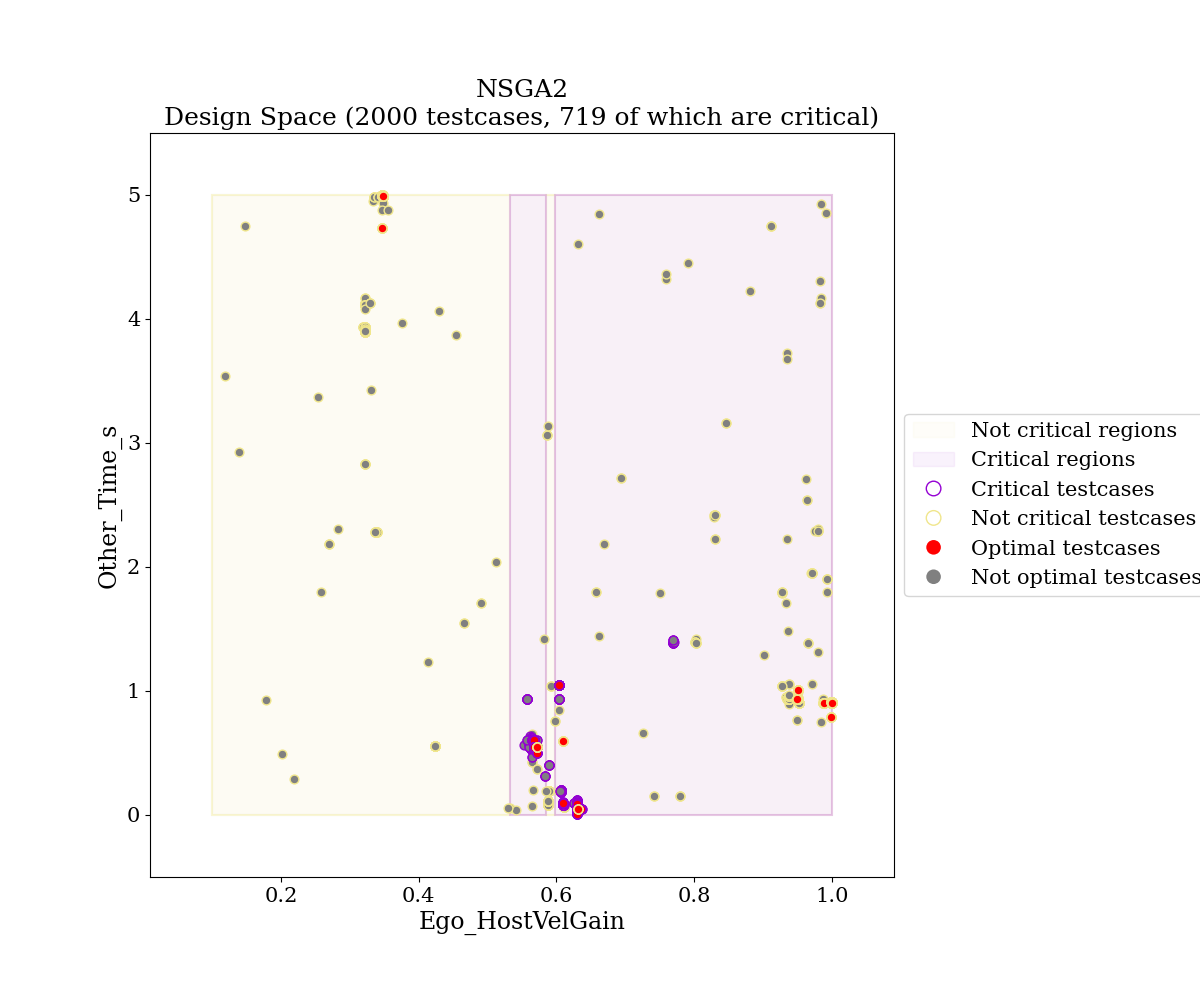 NSGA2
Design Space (2000 testcases, 719 of which are critical)
Other_Time_s
5
4
3
2
1
0
0.2
0.4
0.6
0.8
1.0
Ego_HostVelGain
Not critical regions
Critical regions
Critical testcases
Not critical testcases
Optimal testcases
Not optimal testcases